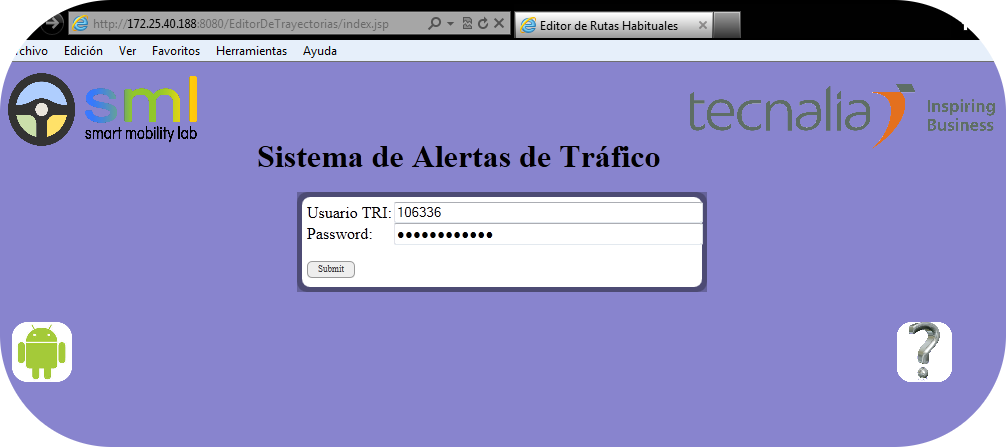 http://172.25.40.188:8080/EditorDeTrayectorias/index.jsp
Editor de Rutas Habituales
chivo Edición Ver Favoritos Herramientas Ayuda
sml
smart mobility lab
tecnalia
Inspiring
Business
Sistema de Alertas de Tráfico
Usuario TRI: 106336
Password: ●●●●●●●●●●●●
Submit
?